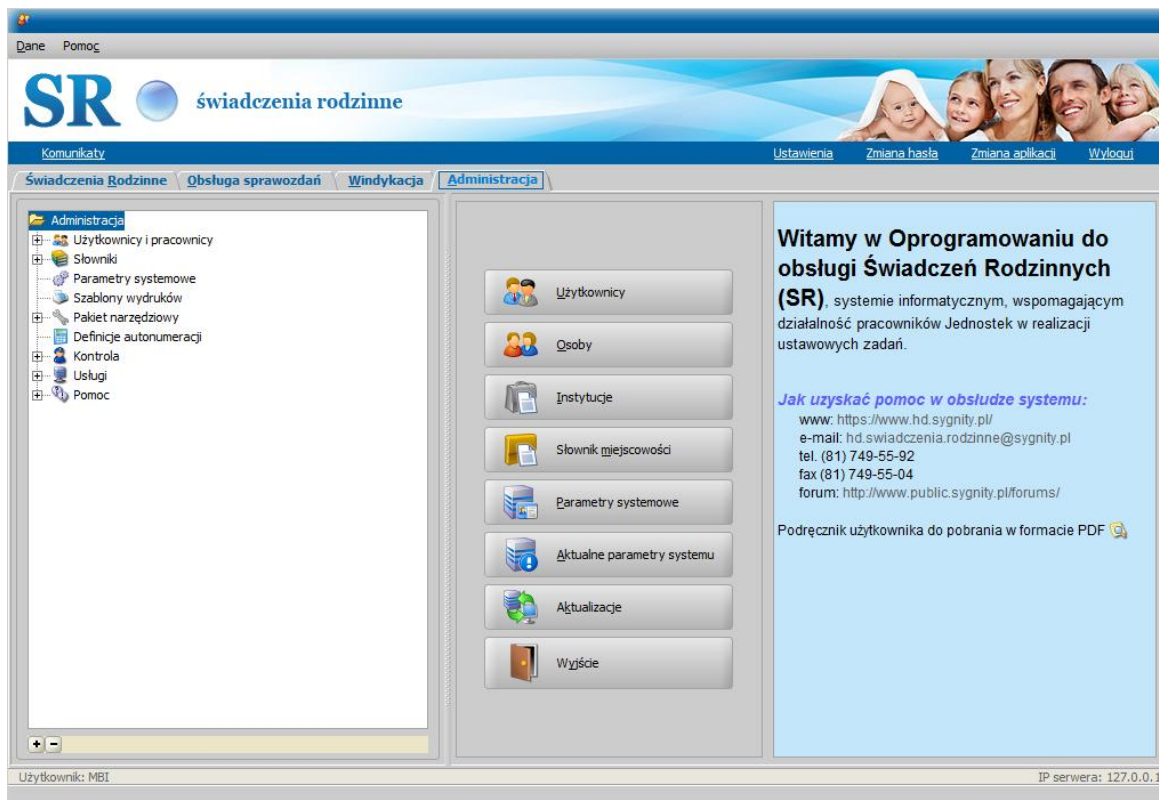 Dane Pomoc
SR świadczenia rodzinne
Komunikaty Ustawienia Zmiana hasła Zmiana aplikacji Wyloguj
Świadczenia Rodzinne Obsługa sprawozdań Windykacja Administracja
Administracja
Użytkownicy i pracownicy
Słowniki
Parametry systemowe
Szablony wydruków
Pakiet narzędziowy
Definicje autonumeracji
Kontrola
Usługi
Pomoc
Użytkownicy
Osoby
Instytucje
Słownik miejscowości
Parametry systemowe
Aktualne parametry systemu
Aktualizacje
Wyjście
Witamy w Oprogramowaniu do
obsługi Świadczeń Rodzinnych
(SR), systemie informatycznym, wspomagającym
działalność pracowników Jednostek w realizacji
ustawowych zadań.
Jak uzyskać pomoc w obsłudze systemu:
www: https://www.hd.sygnity.pl/
e-mail: hd.swiadczenia.rodzinne@sygnity.pl
tel. (81) 749-55-92
fax (81) 749-55-04
forum: http://www.public.sygnity.pl/forums/
Podręcznik użytkownika do pobrania w formacie PDF
Użytkownik: MBI IP serwera: 127.0.0.1